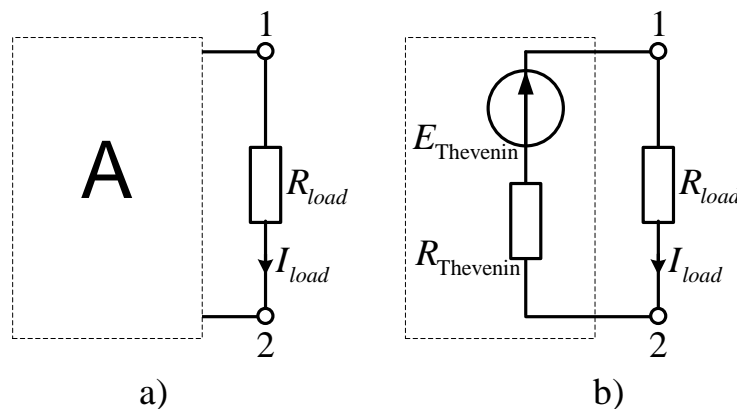 1
A
R_load
I_load
2
a)
1
E_Thevenin
R_load
R_Thevenin
I_load
2
b)